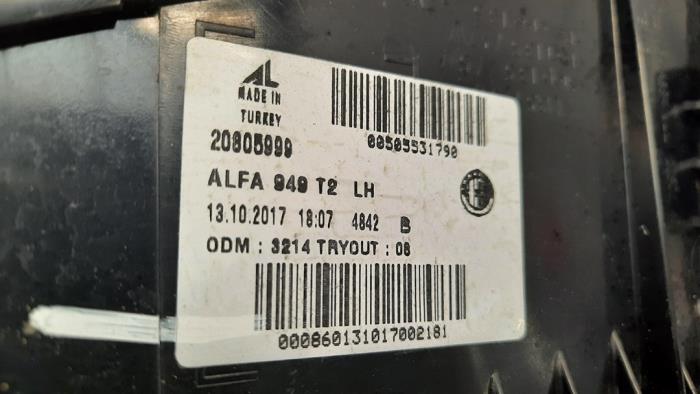 AL
MADE IN
TURKEY
00505531790
20805999
ALFA 949 T2 LH
13.10.2017 18:07 4842 B
ODM : 3214 TRYOUT : 08
000860131017002181